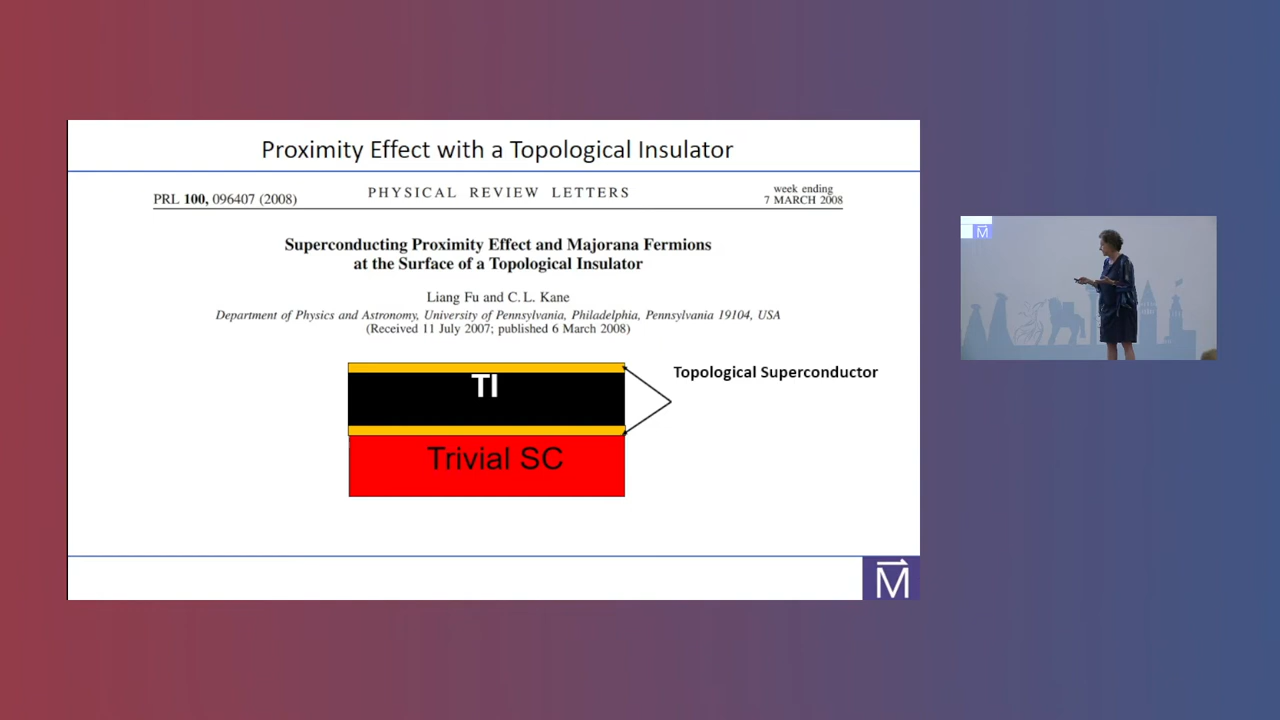 Proximity Effect with a Topological Insulator
PRL 100, 096407 (2008)
PHYSICAL REVIEW LETTERS
week ending
7 MARCH 2008
Superconducting Proximity Effect and Majorana Fermions
at the Surface of a Topological Insulator
Liang Fu and C. L. Kane
Department of Physics and Astronomy, University of Pennsylvania, Philadelphia, Pennsylvania 19104, USA
(Received 11 July 2007; published 6 March 2008)
TI
Topological Superconductor
Trivial SC
M
M